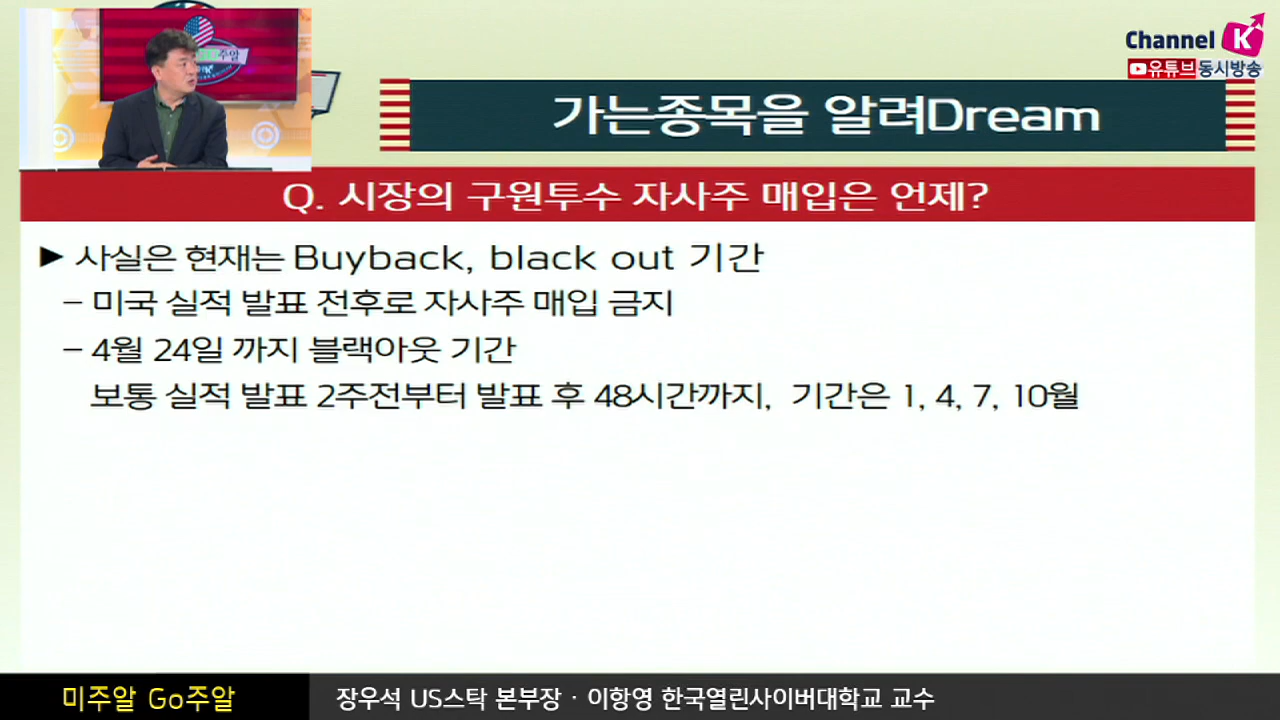 주알
Channel K
유튜브동시방송
가는종목을 알려Dream
Q. 시장의 구원투수 자사주 매입은 언제?
▶ 사실은 현재는 Buyback, black out 기간
– 미국 실적 발표 전후로 자사주 매입 금지
– 4월 24일 까지 블랙아웃 기간
보통 실적 발표 2주전부터 발표 후 48시간까지, 기간은 1, 4, 7, 10월
미주알 Go주알
장우석 US스탁 본부장 · 이항영 한국열린사이버대학교 교수